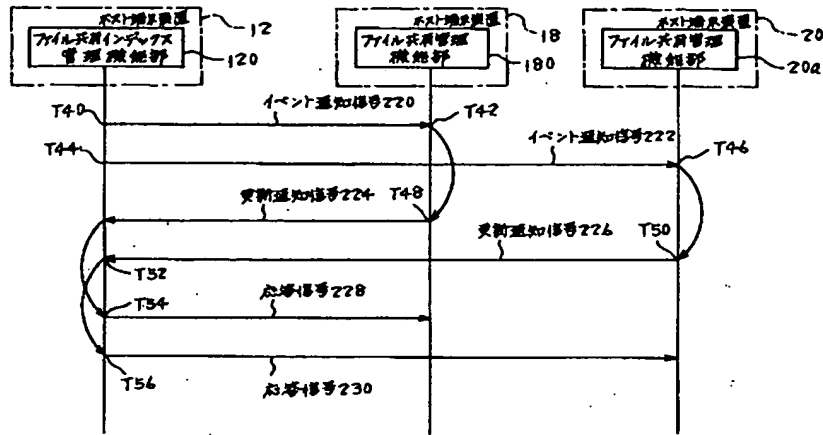 ホスト端末装置 12
ファイル共有インデックス
管理機能部 120
ホスト端末装置 18
ファイル共有管理
機能部 180
ホスト端末装置 20
ファイル共有管理
機能部 20a
T40 イベント通知信号220 T42
T44 イベント通知信号222 T46
更新通知信号224 T48
更新通知信号226 T50
T52
T54 応答信号228
T56 応答信号230